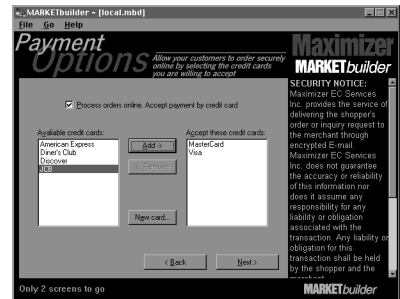 MARKETbuilder - [local.mbd]
File Go Help
Payment
Options
Allow your customers to order securely
online by selecting the credit cards
you are willing to accept
Process orders online. Accept payment by credit card
Available credit cards:
American Express
Diner's Club
Discover
JCB
Add ->
<- Remove
New card...
Accept these credit cards:
MasterCard
Visa
< Back
Next >
Only 2 screens to go
Maximizer
MARKETbuilder
SECURITY NOTICE:
Maximizer EC Services
Inc. provides the service of
delivering the shopper's
order or inquiry request to
the merchant through
encrypted E-mail.
Maximizer EC Services
Inc. does not guarantee
the accuracy or reliability
of this information nor
does it assume any
responsibility for any
liability or obligation
associated with the
transaction. Any liability or
obligation for this
transaction shall be held
by the shopper and the
merchant.
MARKETbuilder